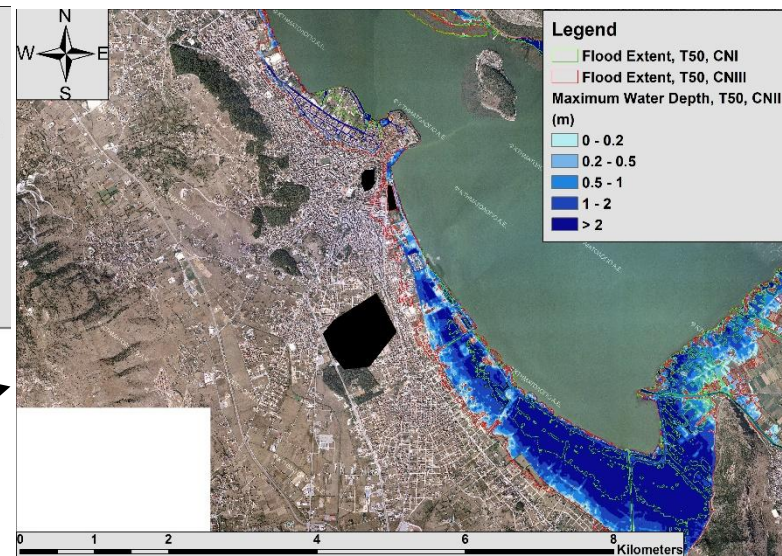 N
W E
S
Legend
Flood Extent, T50, CNI
Flood Extent, T50, CNIII
Maximum Water Depth, T50, CNII
(m)
0 - 0.2
0.2 - 0.5
0.5 - 1
1 - 2
> 2
0 1 2 4 6 8
Kilometers